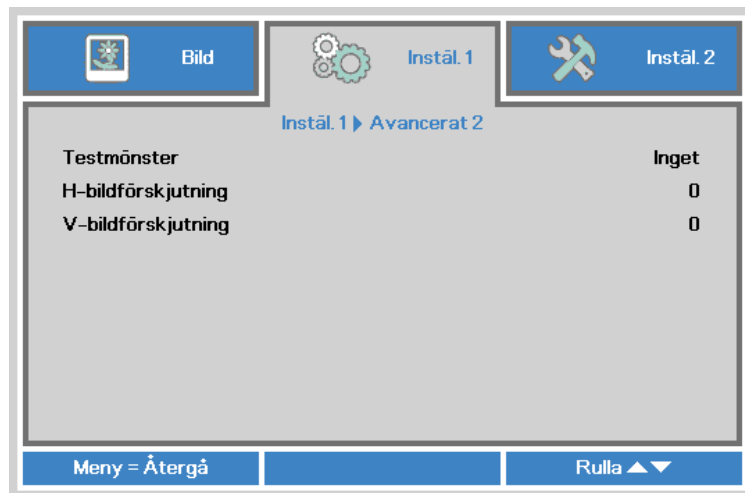 Bild
Instäl. 1
Instäl. 2
Instäl. 1 ▶ Avancerat 2
Testmönster Inget
H-bildförskjutning 0
V-bildförskjutning 0
Meny = Återgå
Rulla ▲▼